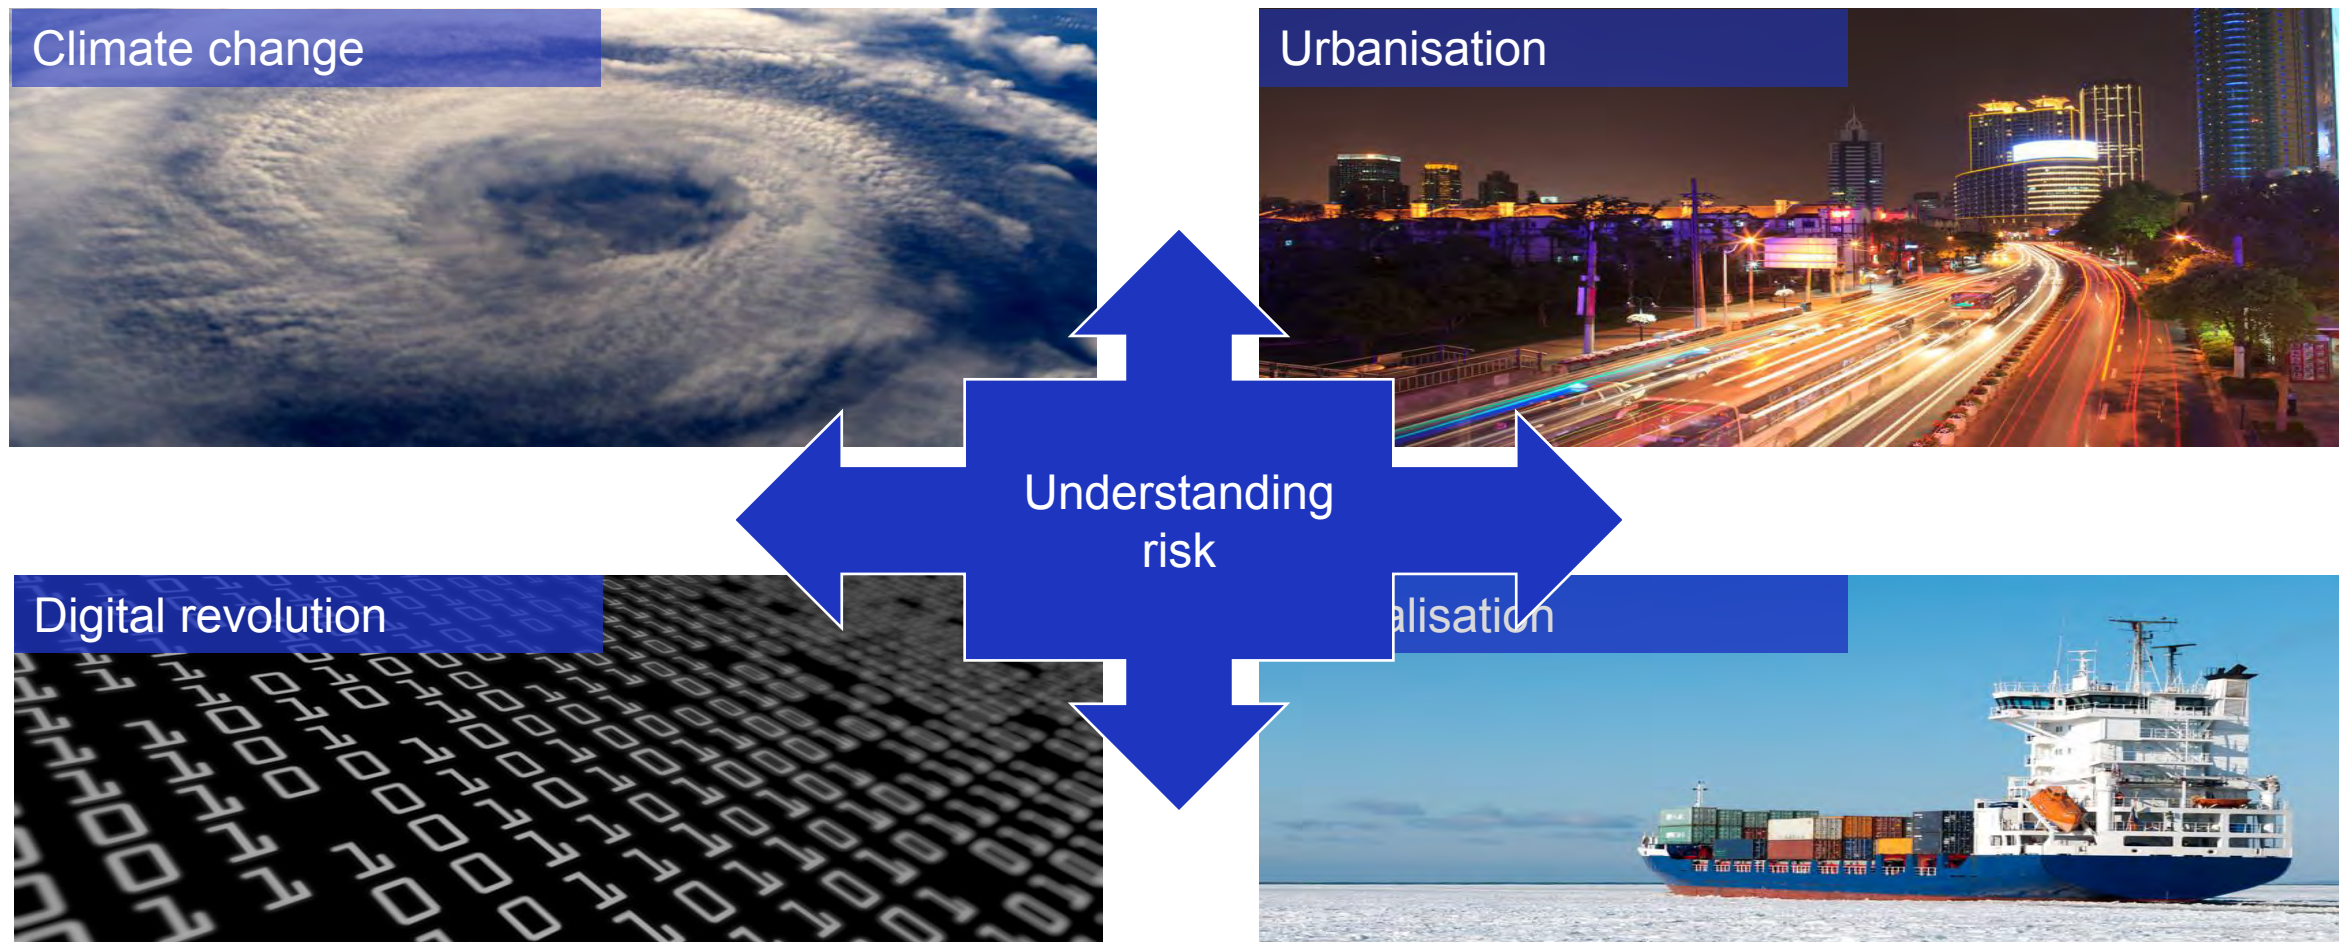 Climate change
Urbanisation
Understanding
risk
Digital revolution
alisation